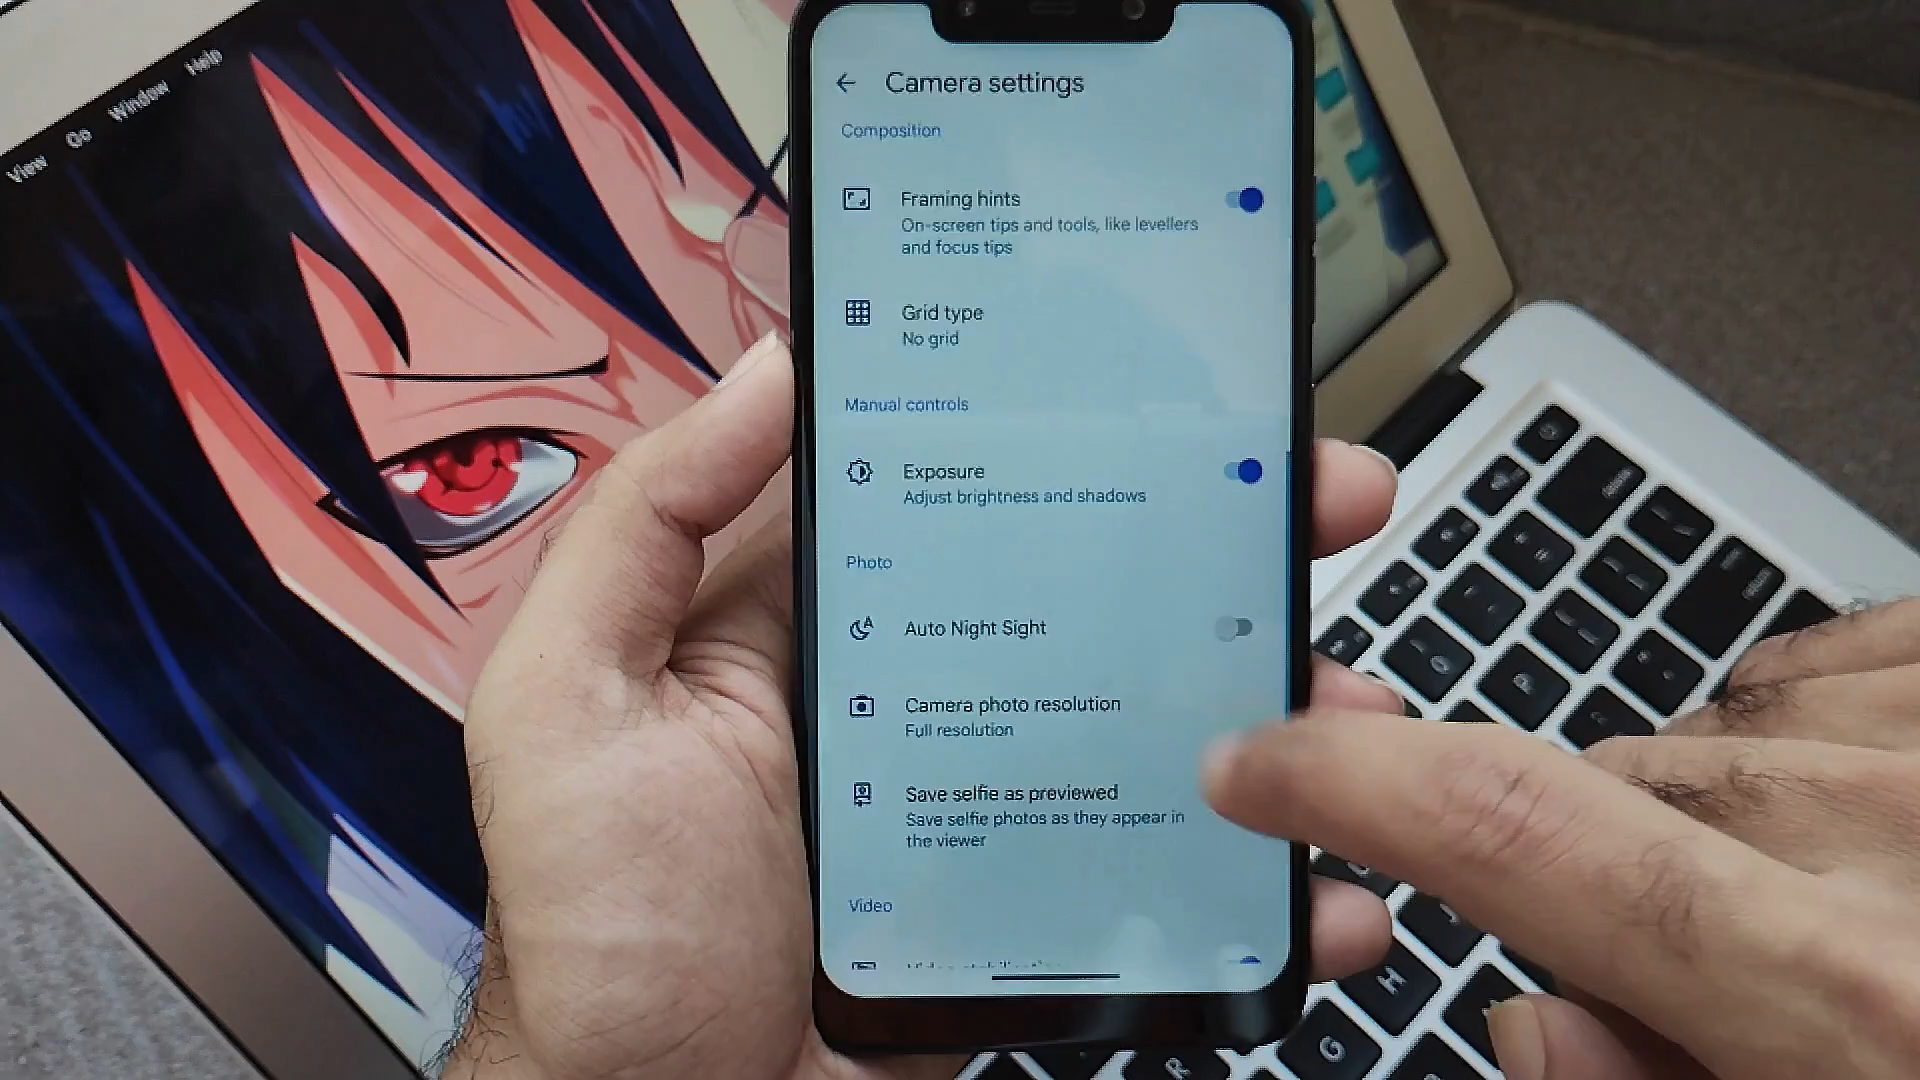 View Go Window Help
Camera settings
Composition
Framing hints
On-screen tips and tools, like levellers
and focus tips
Grid type
No grid
Manual controls
Exposure
Adjust brightness and shadows
Photo
Auto Night Sight
Camera photo resolution
Full resolution
Save selfie as previewed
Save selfie photos as they appear in
the viewer
Video
P
H
G
R